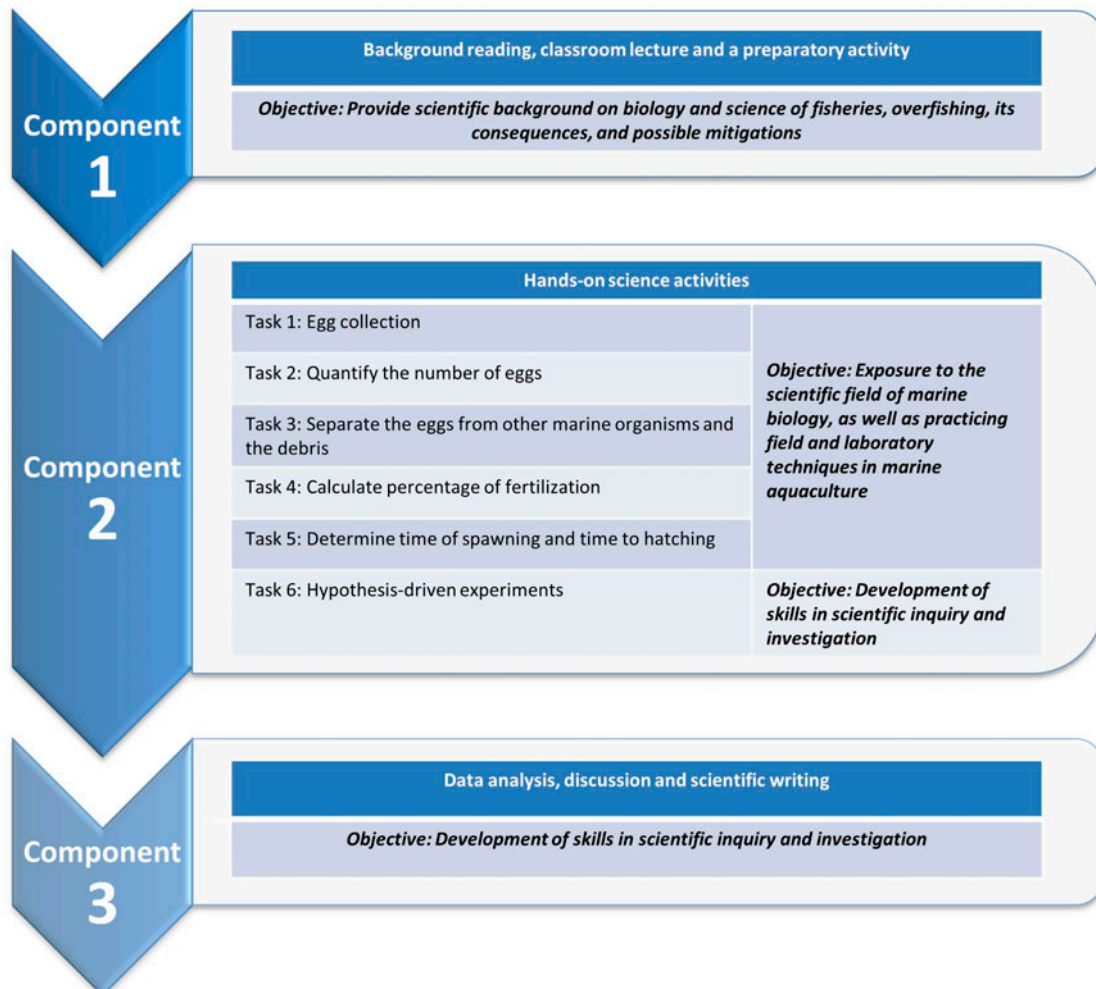 Component
1
Background reading, classroom lecture and a preparatory activity
Objective: Provide scientific background on biology and science of fisheries, overfishing, its
consequences, and possible mitigations
Component
2
Hands-on science activities
Task 1: Egg collection
Task 2: Quantify the number of eggs
Task 3: Separate the eggs from other marine organisms and
the debris
Task 4: Calculate percentage of fertilization
Task 5: Determine time of spawning and time to hatching
Objective: Exposure to the
scientific field of marine
biology, as well as practicing
field and laboratory
techniques in marine
aquaculture
Task 6: Hypothesis-driven experiments
Objective: Development of
skills in scientific inquiry and
investigation
Component
3
Data analysis, discussion and scientific writing
Objective: Development of skills in scientific inquiry and investigation